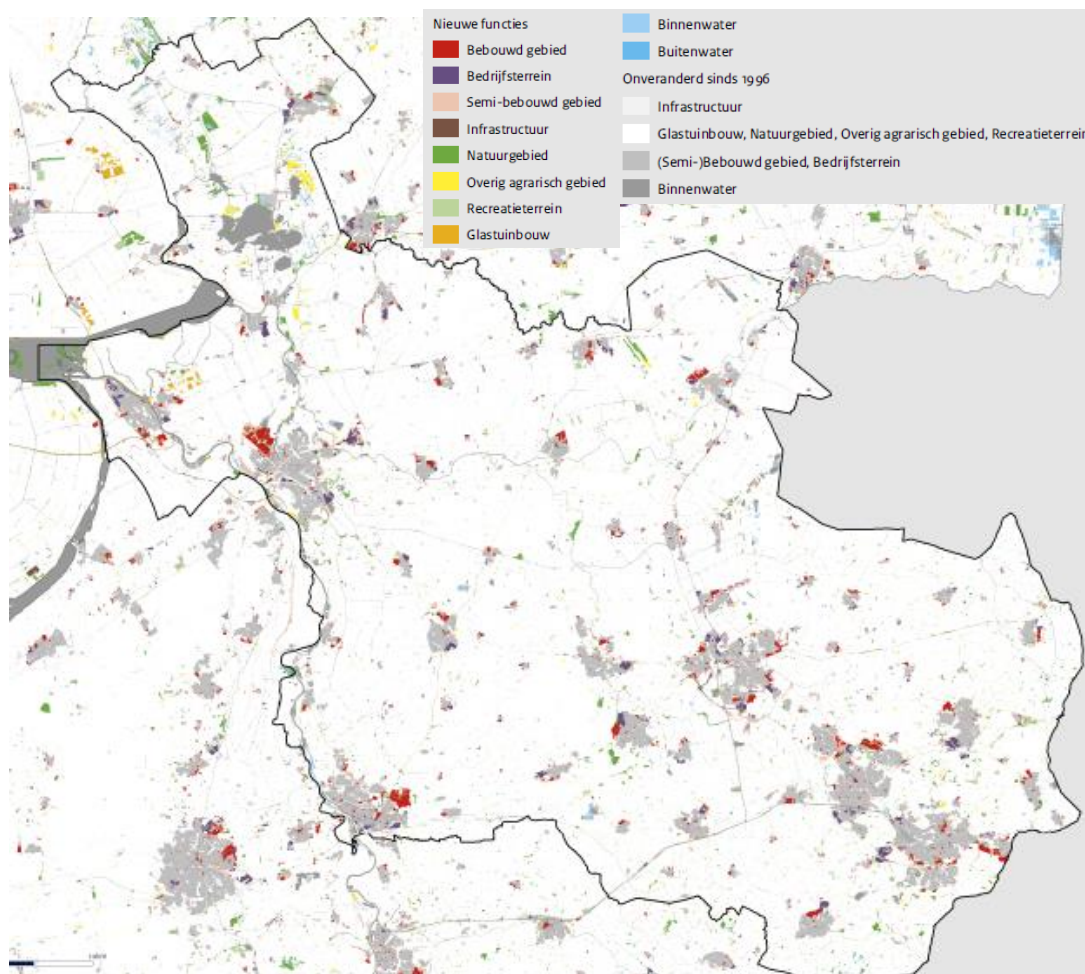 Nieuwe functies
Bebouwd gebied
Bedrijfsterrein
Semi-bebouwd gebied
Infrastructuur
Natuurgebied
Overig agrarisch gebied
Recreatieterrein
Glastuinbouw
Binnenwater
Buitenwater
Onveranderd sinds 1996
Infrastructuur
Glastuinbouw, Natuurgebied, Overig agrarisch gebied, Recreatieterrein
(Semi-)Bebouwd gebied, Bedrijfsterrein
Binnenwater